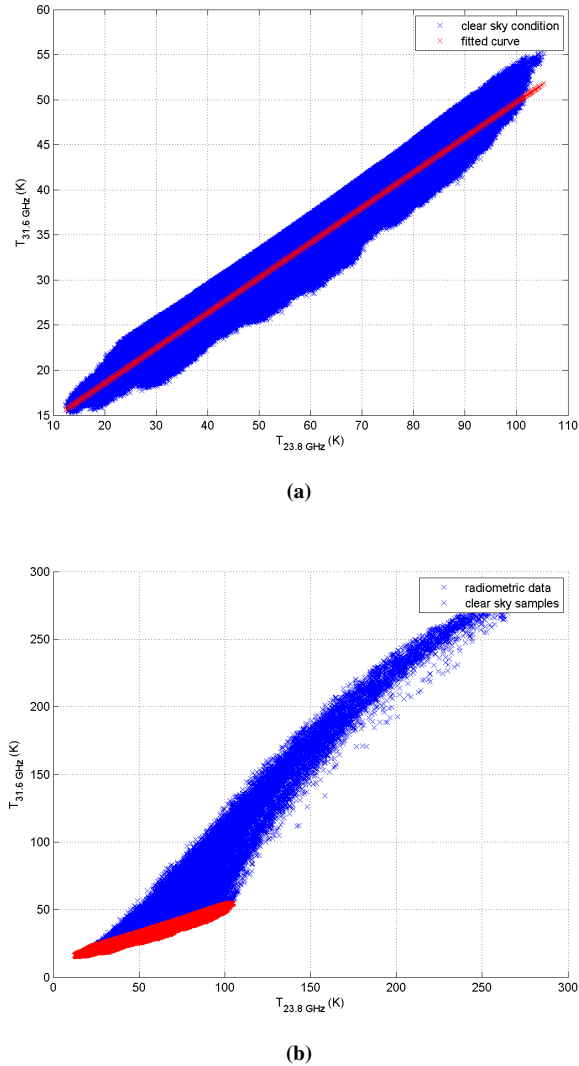 60
55
50
45
40
35
30
25
20
15
T31.6 GHz (K)
× clear sky condition
× fitted curve
10 20 30 40 50 60 70 80 90 100 110
T23.8 GHz (K)
(a)
300
250
200
150
100
50
0
T31.6 GHz (K)
× radiometric data
× clear sky samples
0 50 100 150 200 250 300
T23.8 GHz (K)
(b)